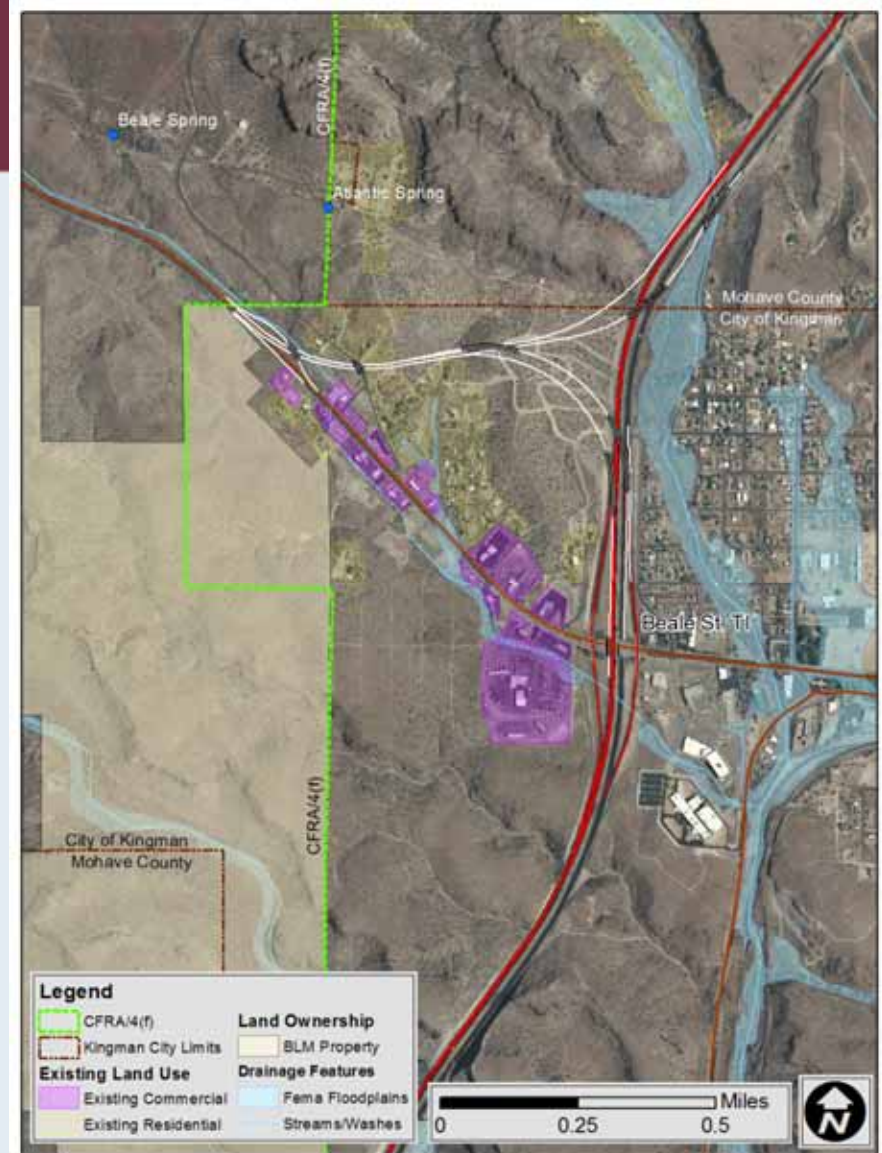 CFRA/4(f)
Beale Spring
Atlantic Spring
Mohave County
City of Kingman
Beale St. TI
CFRA/4(f)
City of Kingman
Mohave County
Legend
CFRA/4(f)
Kingman City Limits
Existing Land Use
Existing Commercial
Existing Residential
Land Ownership
BLM Property
Drainage Features
Fema Floodplains
Streams/Washes
Miles
0 0.25 0.5
N